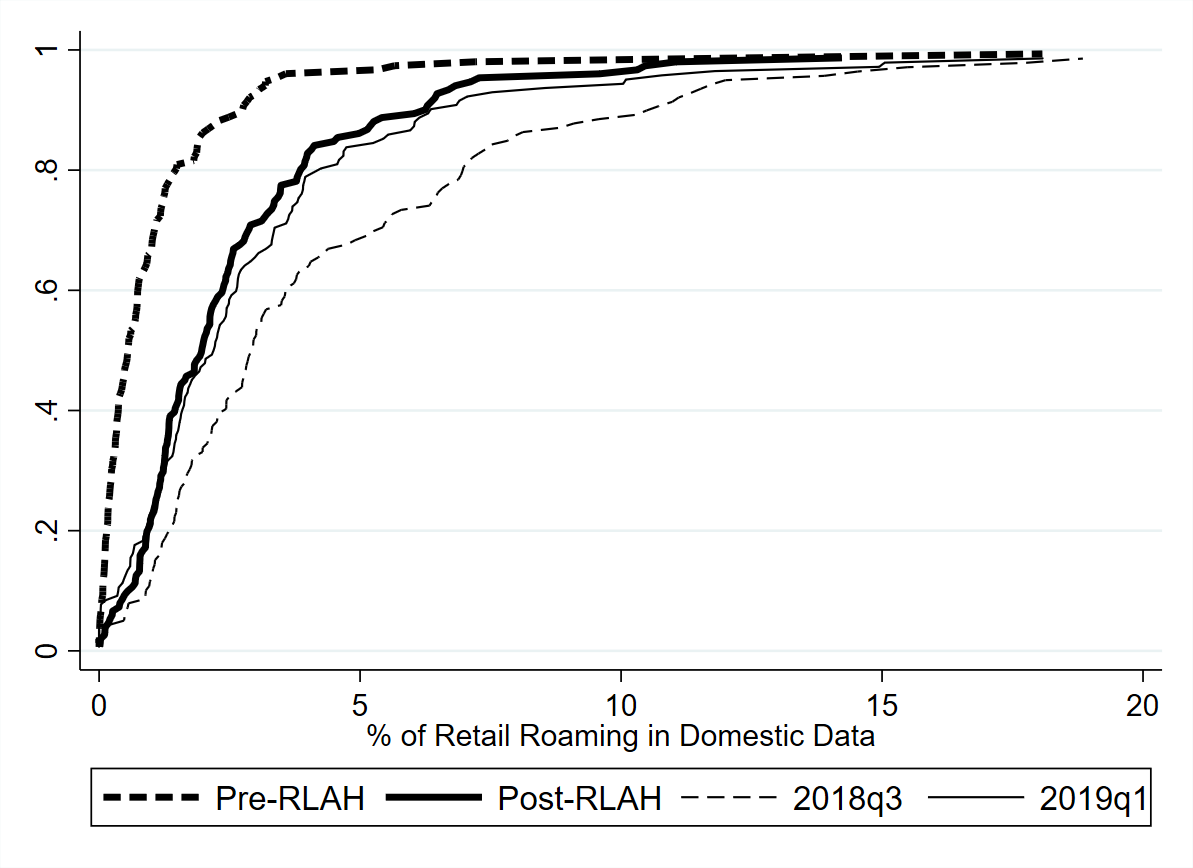 1
.8
.6
.4
.2
0
0 5 10 15 20
% of Retail Roaming in Domestic Data
Pre-RLAH Post-RLAH 2018q3 2019q1